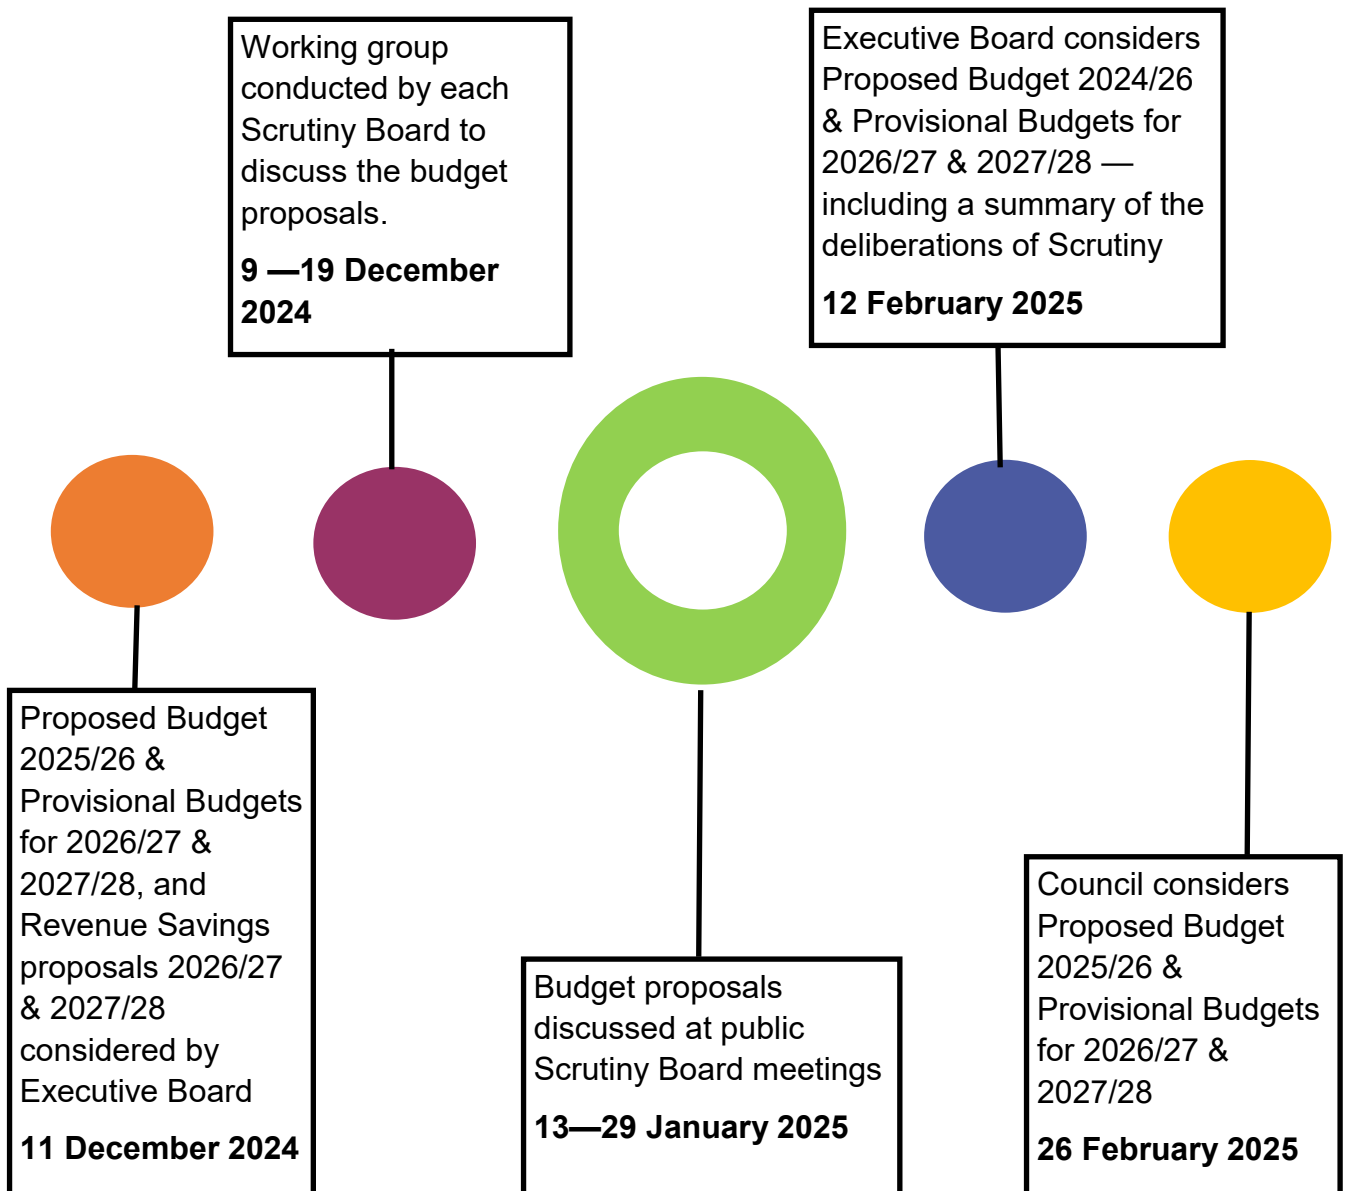 Working group
conducted by each
Scrutiny Board to
discuss the budget
proposals.
9 —19 December
2024
Executive Board considers
Proposed Budget 2024/26
& Provisional Budgets for
2026/27 & 2027/28 —
including a summary of the
deliberations of Scrutiny
12 February 2025
Proposed Budget
2025/26 &
Provisional Budgets
for 2026/27 &
2027/28, and
Revenue Savings
proposals 2026/27
& 2027/28
considered by
Executive Board
11 December 2024
Budget proposals
discussed at public
Scrutiny Board meetings
13—29 January 2025
Council considers
Proposed Budget
2025/26 &
Provisional Budgets
for 2026/27 &
2027/28
26 February 2025